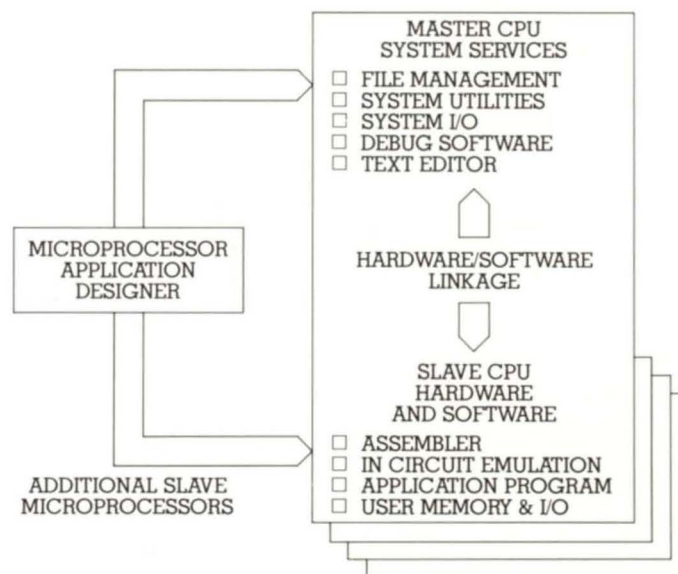 MASTER CPU
SYSTEM SERVICES
FILE MANAGEMENT
SYSTEM UTILITIES
SYSTEM I/O
DEBUG SOFTWARE
TEXT EDITOR
MICROPROCESSOR
APPLICATION
DESIGNER
HARDWARE/SOFTWARE
LINKAGE
SLAVE CPU
HARDWARE
AND SOFTWARE
ASSEMBLER
IN CIRCUIT EMULATION
APPLICATION PROGRAM
USER MEMORY & I/O
ADDITIONAL SLAVE
MICROPROCESSORS